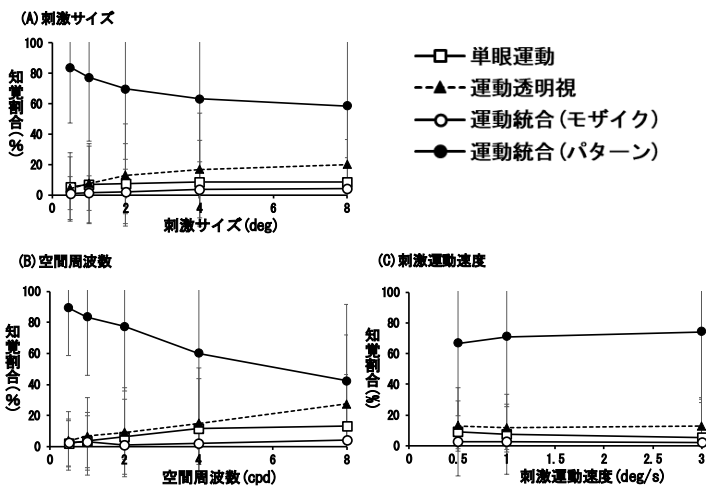 (A)刺激サイズ
100
80
60
40
20
0
知覚割合(%)
0
2
4
6
8
刺激サイズ(deg)
単眼運動
運動透明視
運動統合(モザイク)
運動統合(パターン)
(B)空間周波数
100
80
60
40
20
0
知覚割合(%)
0
2
4
6
8
空間周波数(cpd)
(C)刺激運動速度
100
80
60
40
20
0
知覚割合(%)
0
0.5
1
1.5
2
2.5
3
刺激運動速度(deg/s)